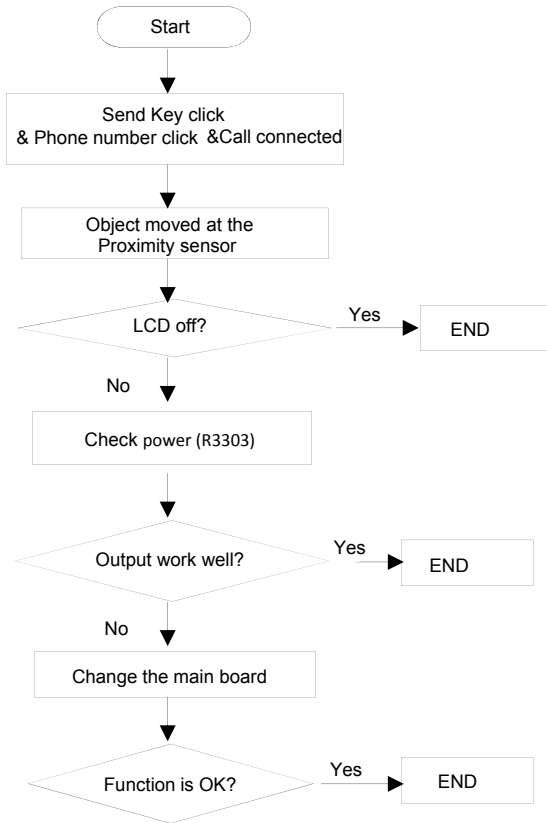 Start
Send Key click
& Phone number click &Call connected
Object moved at the
Proximity sensor
LCD off?
Yes
END
No
Check power (R3303)
Output work well?
Yes
END
No
Change the main board
Function is OK?
Yes
END